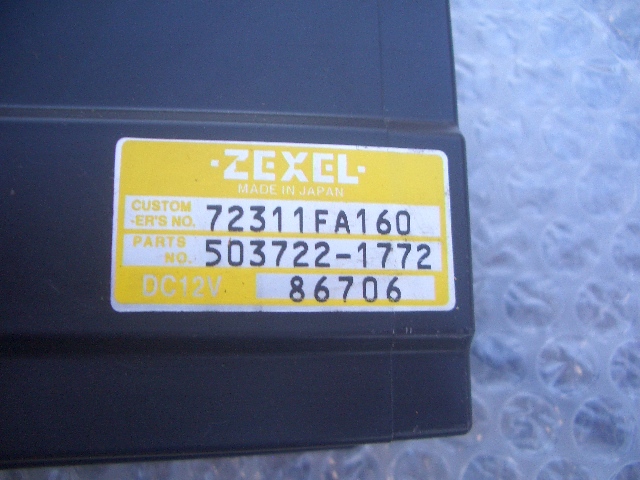 ·ZEXEL·
MADE IN JAPAN
CUSTOM
-ER'S NO. 72311FA160
PARTS
NO. 503722-1772
DC12V 86706